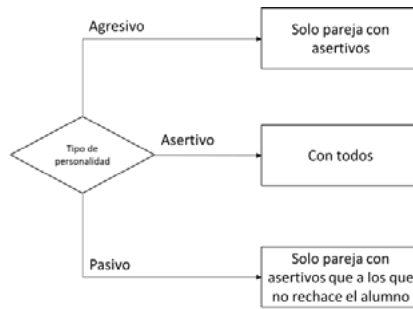 Agresivo
Solo pareja con
asertivos
Tipo de
personalidad
Asertivo
Con todos
Pasivo
Solo pareja con
asertivos que a los que
no rechace el alumno